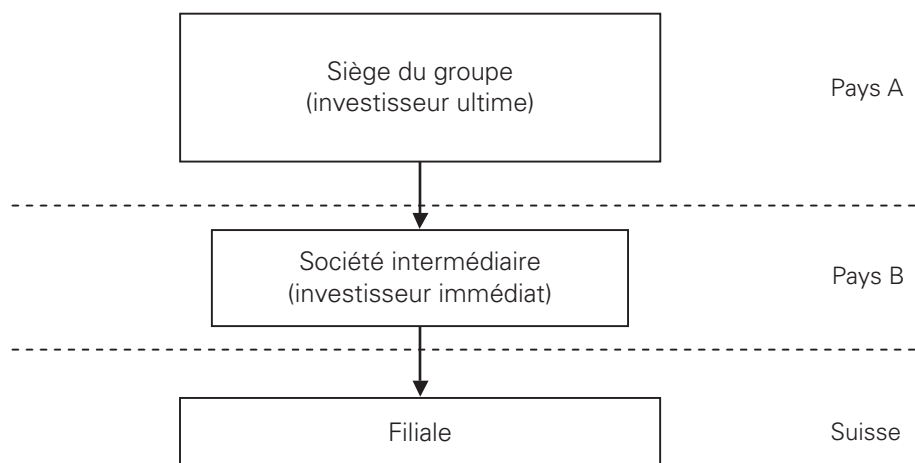 Siège du groupe
(investisseur ultime)
Pays A
Société intermédiaire
(investisseur immédiat)
Pays B
Filiale
Suisse